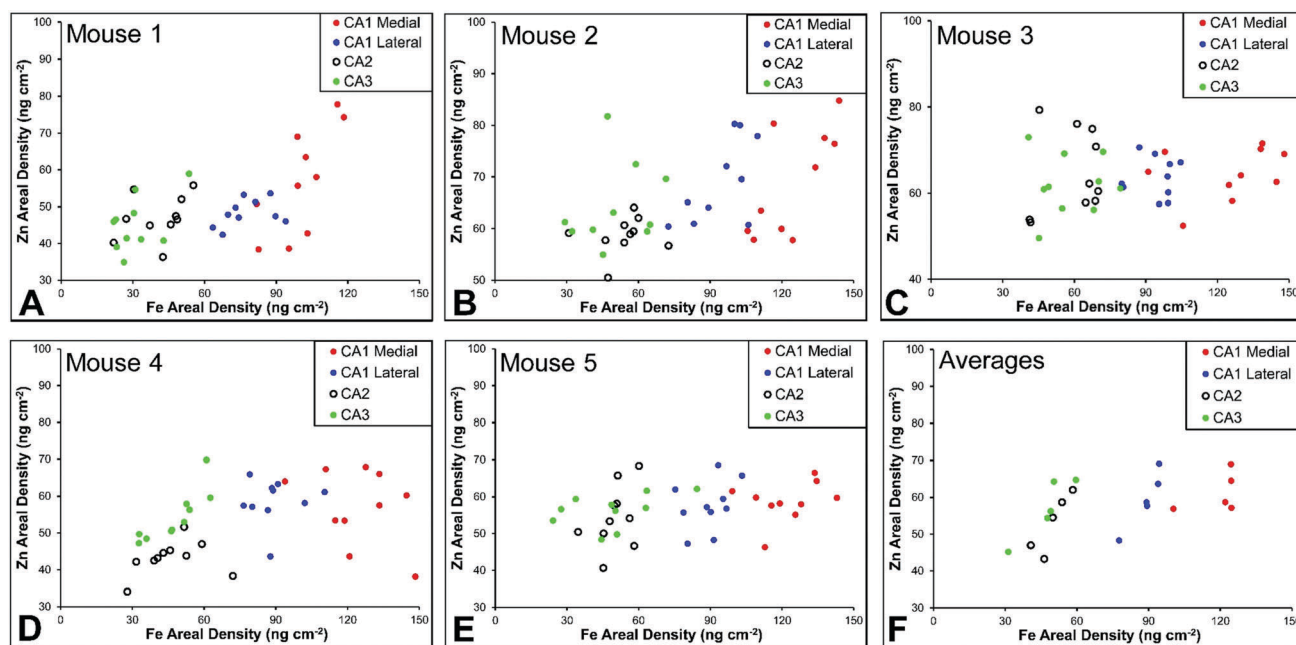 Mouse 1
CA1 Medial
CA1 Lateral
CA2
CA3
Zn Areal Density (ng cm-2)
100
90
80
70
60
50
40
30
0 30 60 90 120 150
Fe Areal Density (ng cm-2)
A
Mouse 2
CA1 Medial
CA1 Lateral
CA2
CA3
Zn Areal Density (ng cm-2)
100
90
80
70
60
50
0 30 60 90 120 150
Fe Areal Density (ng cm-2)
B
Mouse 3
CA1 Medial
CA1 Lateral
CA2
CA3
Zn Areal Density (ng cm-2)
100
80
60
40
0 30 60 90 120 150
Fe Areal Density (ng cm-2)
C
Mouse 4
CA1 Medial
CA1 Lateral
CA2
CA3
Zn Areal Density (ng cm-2)
100
90
80
70
60
50
40
30
0 30 60 90 120 150
Fe Areal Density (ng cm-2)
D
Mouse 5
CA1 Medial
CA1 Lateral
CA2
CA3
Zn Areal Density (ng cm-2)
100
90
80
70
60
50
40
30
0 30 60 90 120 150
Fe Areal Density (ng cm-2)
E
Averages
CA1 Medial
CA1 Lateral
CA2
CA3
Zn Areal Density (ng cm-2)
100
90
80
70
60
50
40
30
0 30 60 90 120 150
Fe Areal Density (ng cm-2)
F